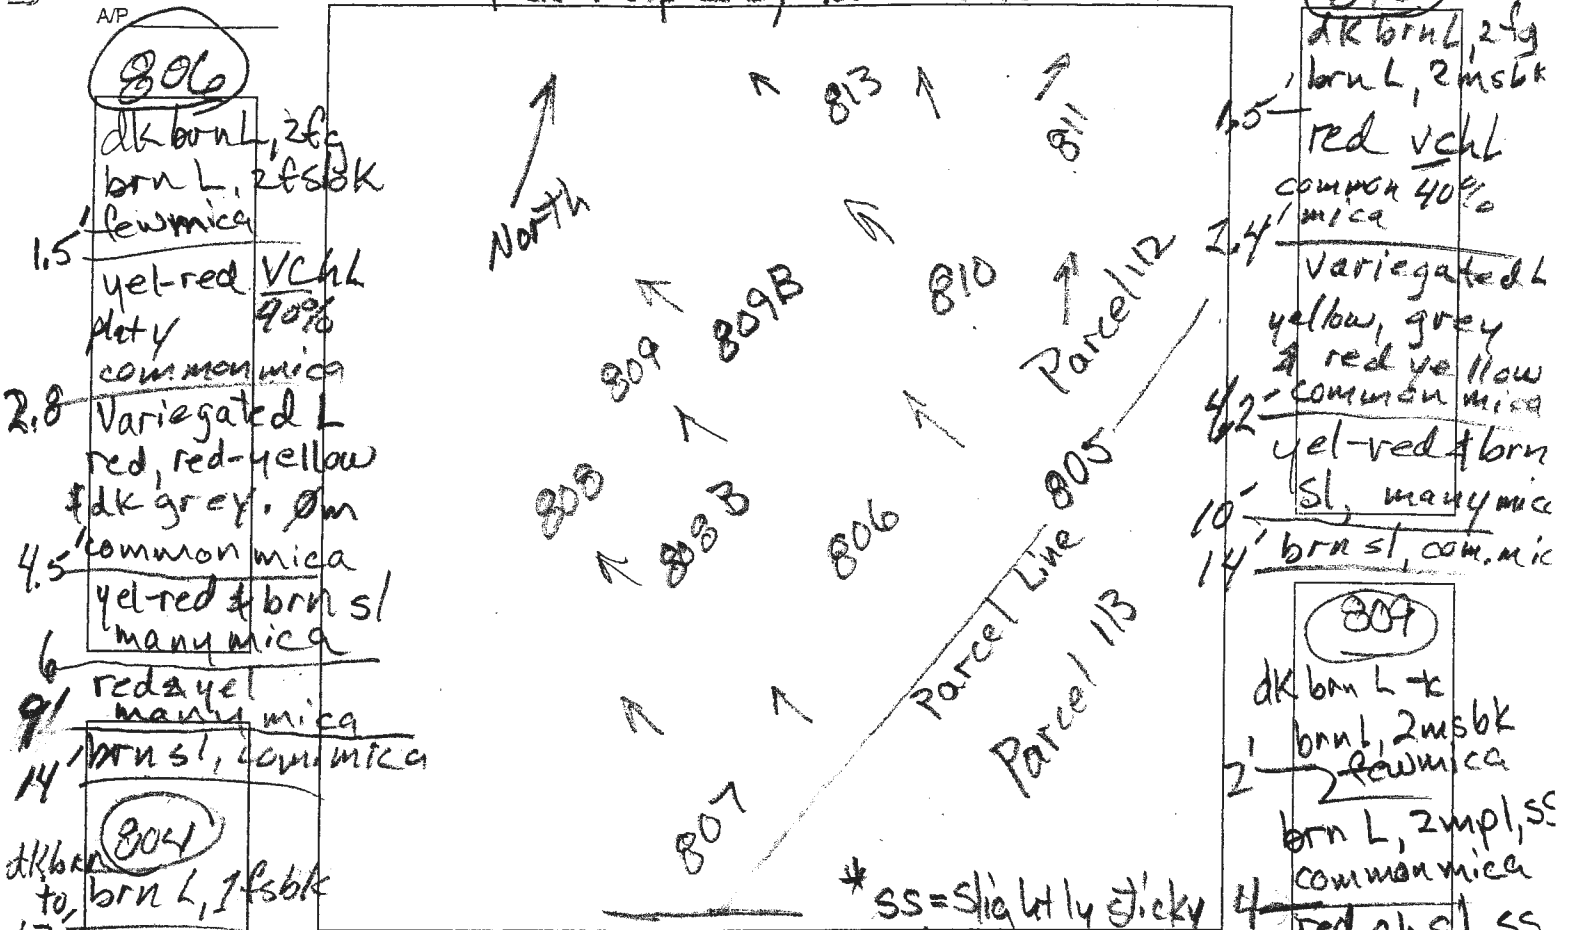 A/P
806
dk brn L, 2fg
brn L, 2fsbk
few mica
1.5'
yel-red VChL
40%
platy
common mica
2.8
Variegated L
red, red-yellow
& dk grey. Øm
common mica
4.5'
yel-red & brn sl
many mica
6
red & yel
many mica
9'
brn sl, com. mica
14'
804
dk brn
to
brn L, 1fsbk
North
813
811
809B
810
809
Parcel 112
808
808B
806
805
Parcel Line
Parcel 113
807
* ss = slightly sticky
dk brn L, 2fg
brn L, 2msbk
1.5'
red vchL
common 40%
mica
2.4'
Variegated L
yellow, grey
& red yellow
common mica
yel-red & brn
sl, many mica
10'
brn sl, com. mic
14'
809
dk brn L to
brn L, 2msbk
few mica
2'
brn L, 2mpl, ss
common mica
4
red
sl, ss